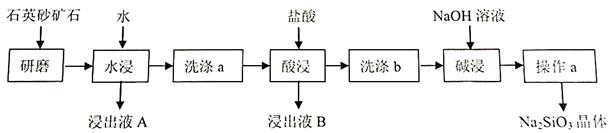 石英砂矿石
水
盐酸
NaOH 溶液
研磨
水浸
洗涤 a
酸浸
洗涤 b
碱浸
操作 a
浸出液 A
浸出液 B
Na₂SiO₃ 晶体